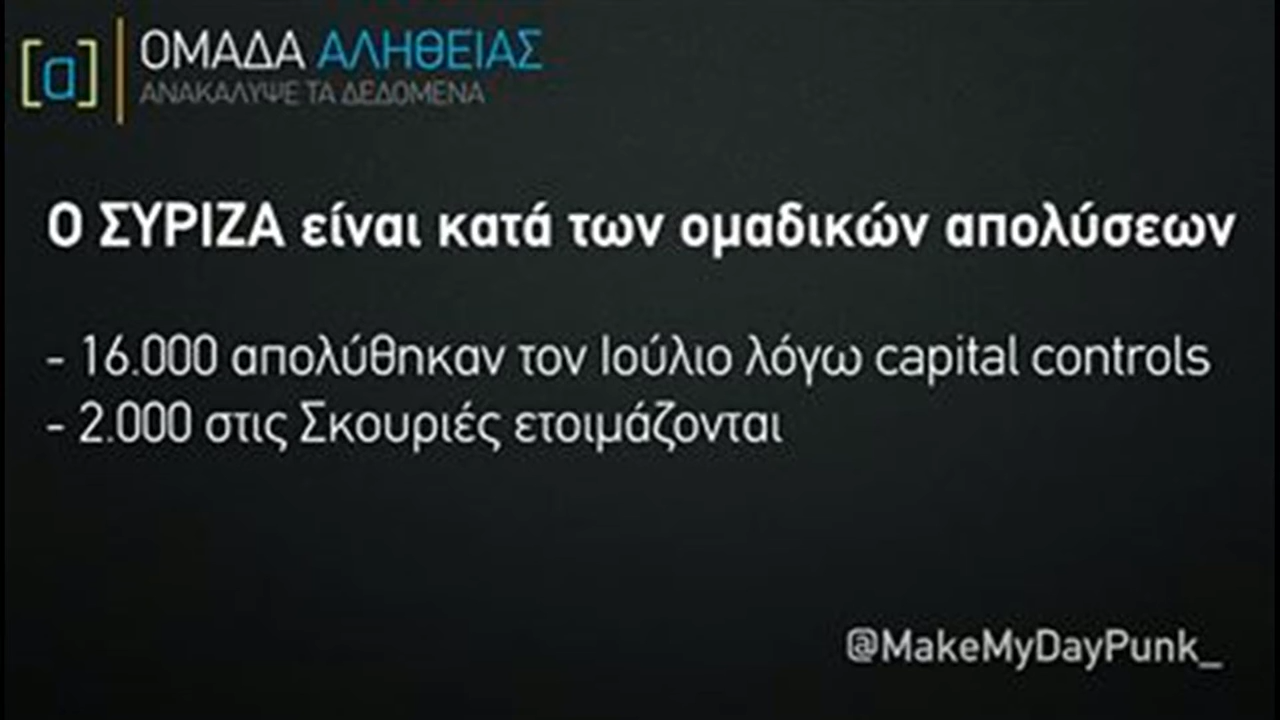 [α] ΟΜΑΔΑ ΑΛΗΘΕΙΑΣ
ΑΝΑΚΑΛΥΨΕ ΤΑ ΔΕΔΟΜΕΝΑ
Ο ΣΥΡΙΖΑ είναι κατά των ομαδικών απολύσεων
- 16.000 απολύθηκαν τον Ιούλιο λόγω capital controls
- 2.000 στις Σκουριές ετοιμάζονται
@MakeMyDayPunk_